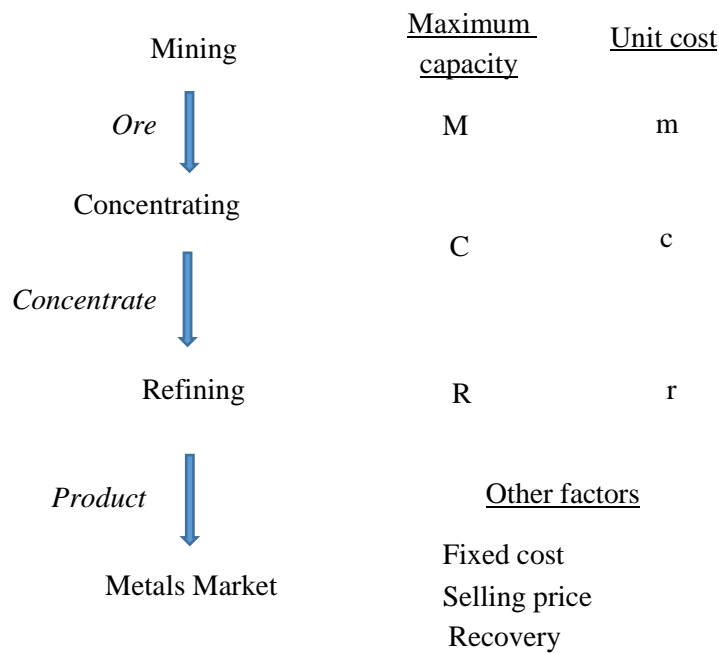 Mining
Maximum
capacity
Unit cost
Ore
M
m
Concentrating
C
c
Concentrate
Refining
R
r
Product
Other factors
Metals Market
Fixed cost
Selling price
Recovery